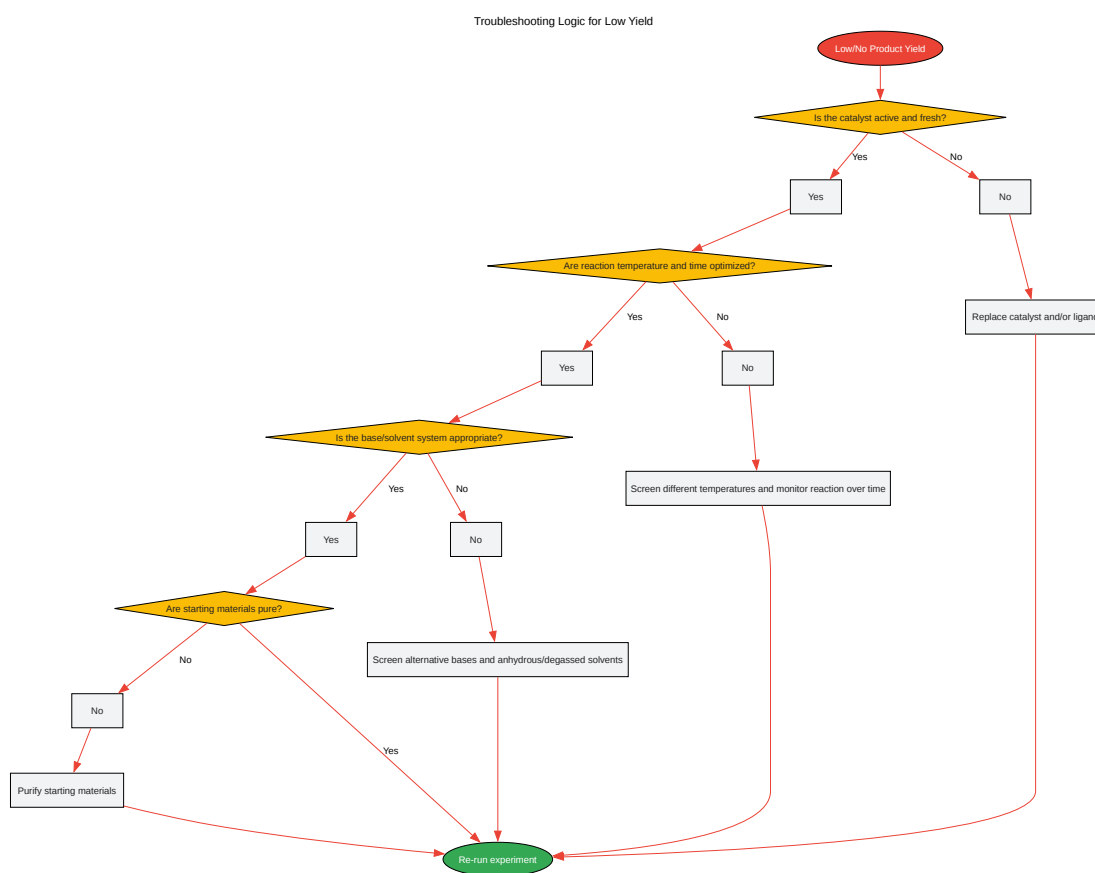 Troubleshooting Logic for Low Yield
Low/No Product Yield
Is the catalyst active and fresh?
Yes
No
Yes
No
Are reaction temperature and time optimized?
Replace catalyst and/or ligand
Yes
No
Yes
No
Is the base/solvent system appropriate?
Screen different temperatures and monitor reaction over time
Yes
No
Yes
No
Are starting materials pure?
Screen alternative bases and anhydrous/degassed solvents
No
No
Yes
Purify starting materials
Re-run experiment